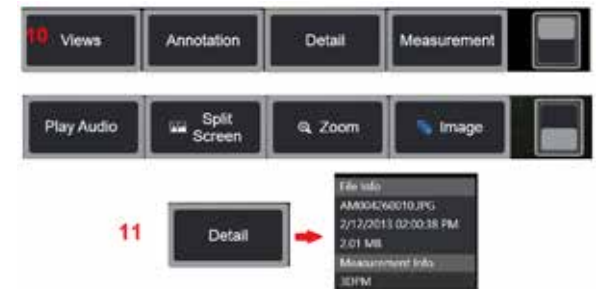 10 Views Annotation Detail Measurement
Play Audio Split Screen Zoom Image
File Info
AM004260010.JPG
2/12/2013 02:00:38 PM
11 Detail 2.01 MB
Measurement Info
3DPM